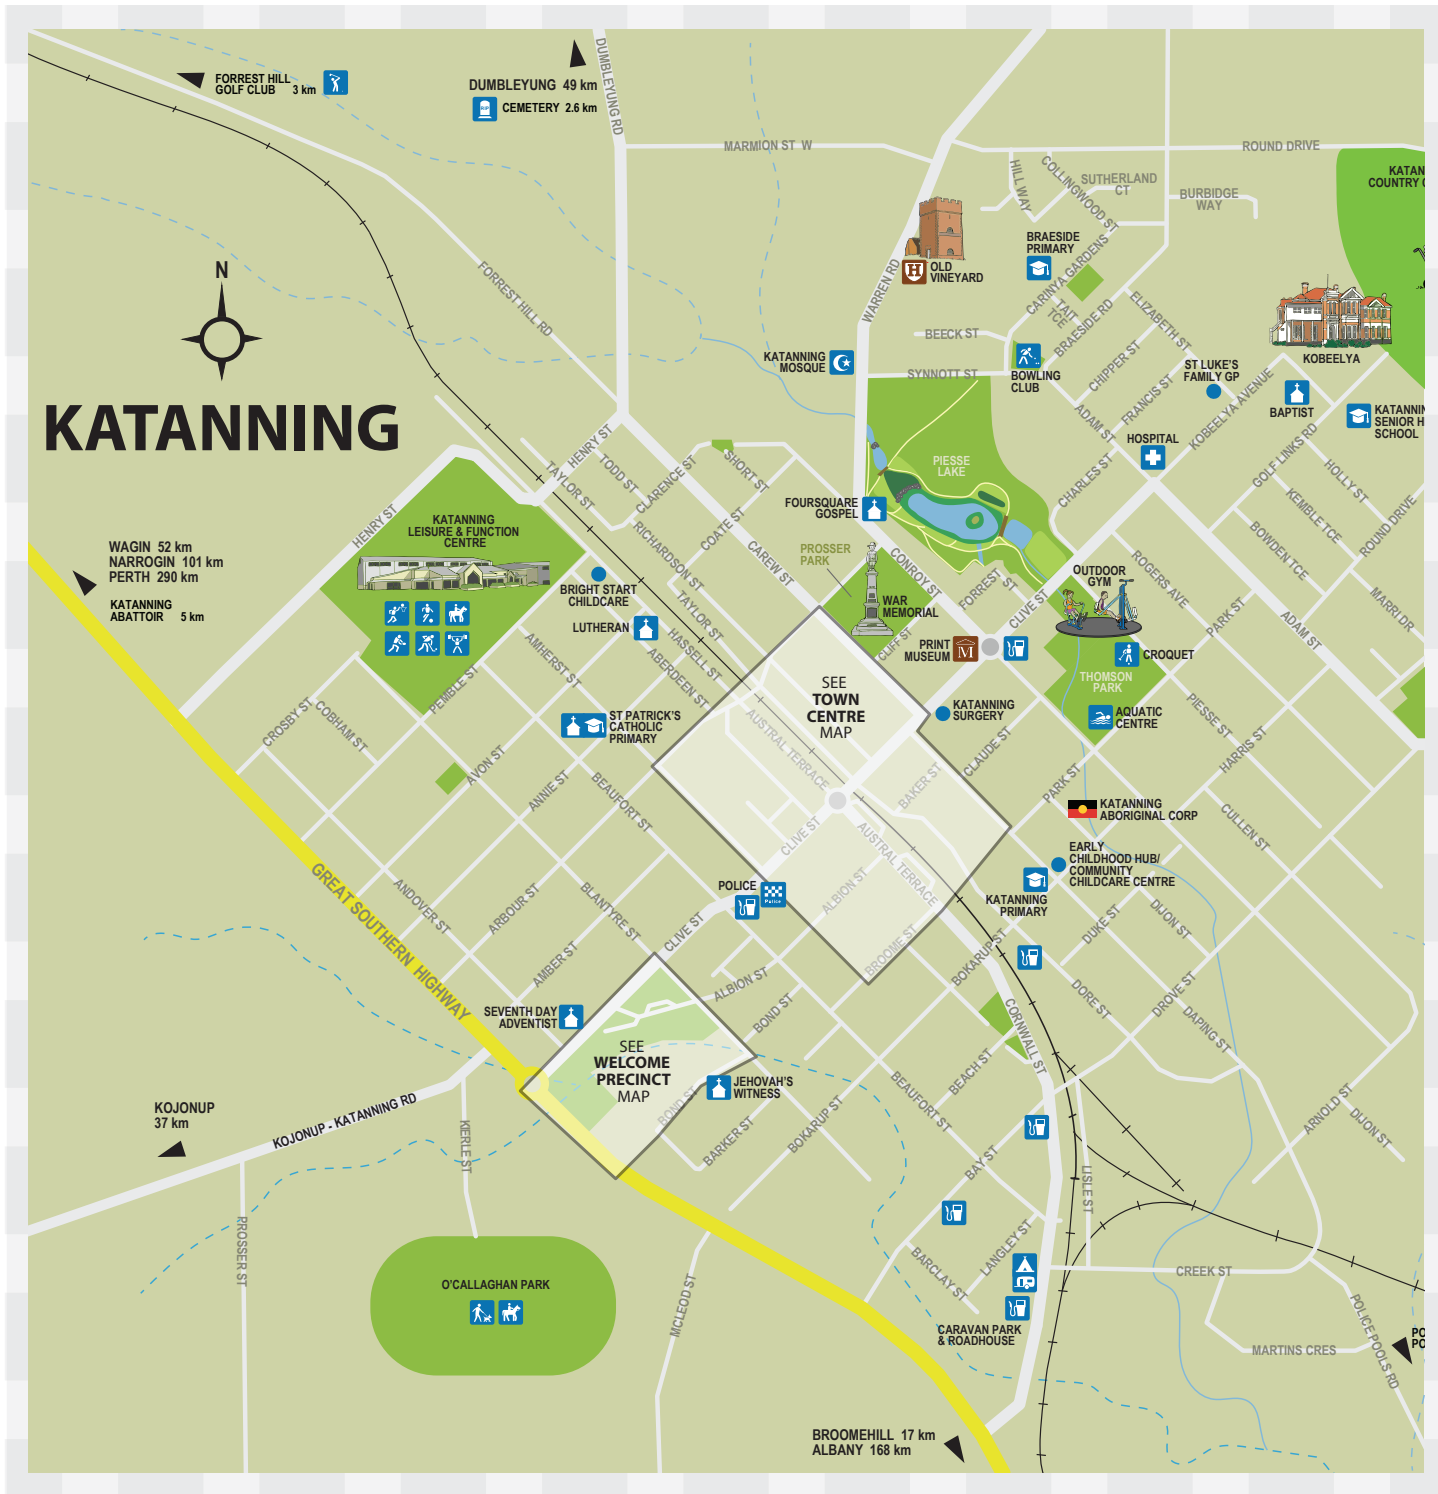 FORREST HILL
GOLF CLUB 3 km
DUMBLEYUNG 49 km
CEMETERY 2.6 km
RIP
DUMBLEYUNG RD
MARMION ST W
ROUND DRIVE
KATAN
COUNTRY
HILL WAY
COLLINGWOOD ST
SUTHERLAND
CT
BURBIDGE
WAY
BRAESIDE
PRIMARY
H
OLD
VINEYARD
WARREN RD
CARINYA GARDENS
TAIT
TCE
BRAESIDE RD
ELIZABETH ST
N
FORREST HILL RD
BEECK ST
KATANNING
MOSQUE
SYNNOTT ST
BOWLING
CLUB
CHIPPER ST
FRANCIS ST
ADAM ST
ST LUKE'S
FAMILY GP
KOBEELYA
KATANNING
KOBEELYA AVENUE
BAPTIST
KATANNIN
SENIOR H
SCHOOL
HOSPITAL
CHARLES ST
GOLF LINKS RD
HOLLY ST
KEMBLE TCE
ROUND DRIVE
BOWDEN TCE
MARRI DR
HENRY ST
TAYLOR ST
TODD ST
CLARENCE ST
SHORT ST
PIESSE
LAKE
FOURSQUARE
GOSPEL
HENRY ST
KATANNING
LEISURE & FUNCTION
CENTRE
RICHARDSON ST
COATE ST
CAREW ST
PROSSER
PARK
CONROY ST
FORREST ST
WAR
MEMORIAL
CLIFF ST
OUTDOOR
GYM
CLIVE ST
ROGERS AVE
PARK ST
ADAM ST
WAGIN 52 km
NARROGIN 101 km
PERTH 290 km
KATANNING
ABATTOIR 5 km
BRIGHT START
CHILDCARE
LUTHERAN
TAYLOR ST
HASSELL ST
ABERDEEN ST
AMHERST ST
PEMBLE ST
PRINT
MUSEUM
M
CROQUET
THOMSON
PARK
AQUATIC
CENTRE
PIESSE ST
HARRIS ST
CROSBY ST
COBHAM ST
ST PATRICK'S
CATHOLIC
PRIMARY
SEE
TOWN
CENTRE
MAP
KATANNING
SURGERY
CLAUDE ST
PARK ST
AUSTRAL TERRACE
BAKER ST
AVON ST
ANNIE ST
BEAUFORT ST
CLIVE ST
AUSTRAL TERRACE
ALBION ST
BROOME ST
KATANNING
ABORIGINAL CORP
CULLEN ST
EARLY
CHILDHOOD HUB/
COMMUNITY
CHILDCARE CENTRE
KATANNING
PRIMARY
GREAT SOUTHERN HIGHWAY
ANDOVER ST
ARBOUR ST
BLANTYRE ST
AMBER ST
POLICE
Police
CLIVE ST
ALBION ST
BOND ST
BOKARUP ST
DUKE ST
DIJON ST
DORE ST
DROVE ST
DAPING ST
SEVENTH DAY
ADVENTIST
SEE
WELCOME
PRECINCT
MAP
BOND ST
JEHOVAH'S
WITNESS
BARKER ST
BOKARUP ST
BEAUFORT ST
BEACH ST
CORNWALL ST
KOJONUP
37 km
KOJONUP - KATANNING RD
KIERLE ST
PROSSER ST
BAY ST
LISLE ST
ARNOLD ST
DIJON ST
LANGLEY ST
BARCLAY ST
CREEK ST
O'CALLAGHAN PARK
MCLEOD ST
CARAVAN PARK
& ROADHOUSE
MARTINS CRES
POLICE POOLS RD
PO
PO
BROOMEHILL 17 km
ALBANY 168 km